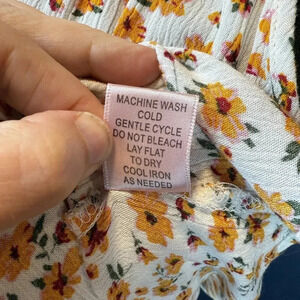 MACHINE WASH
COLD
GENTLE CYCLE
DO NOT BLEACH
LAY FLAT
TO DRY
COOL IRON
AS NEEDED